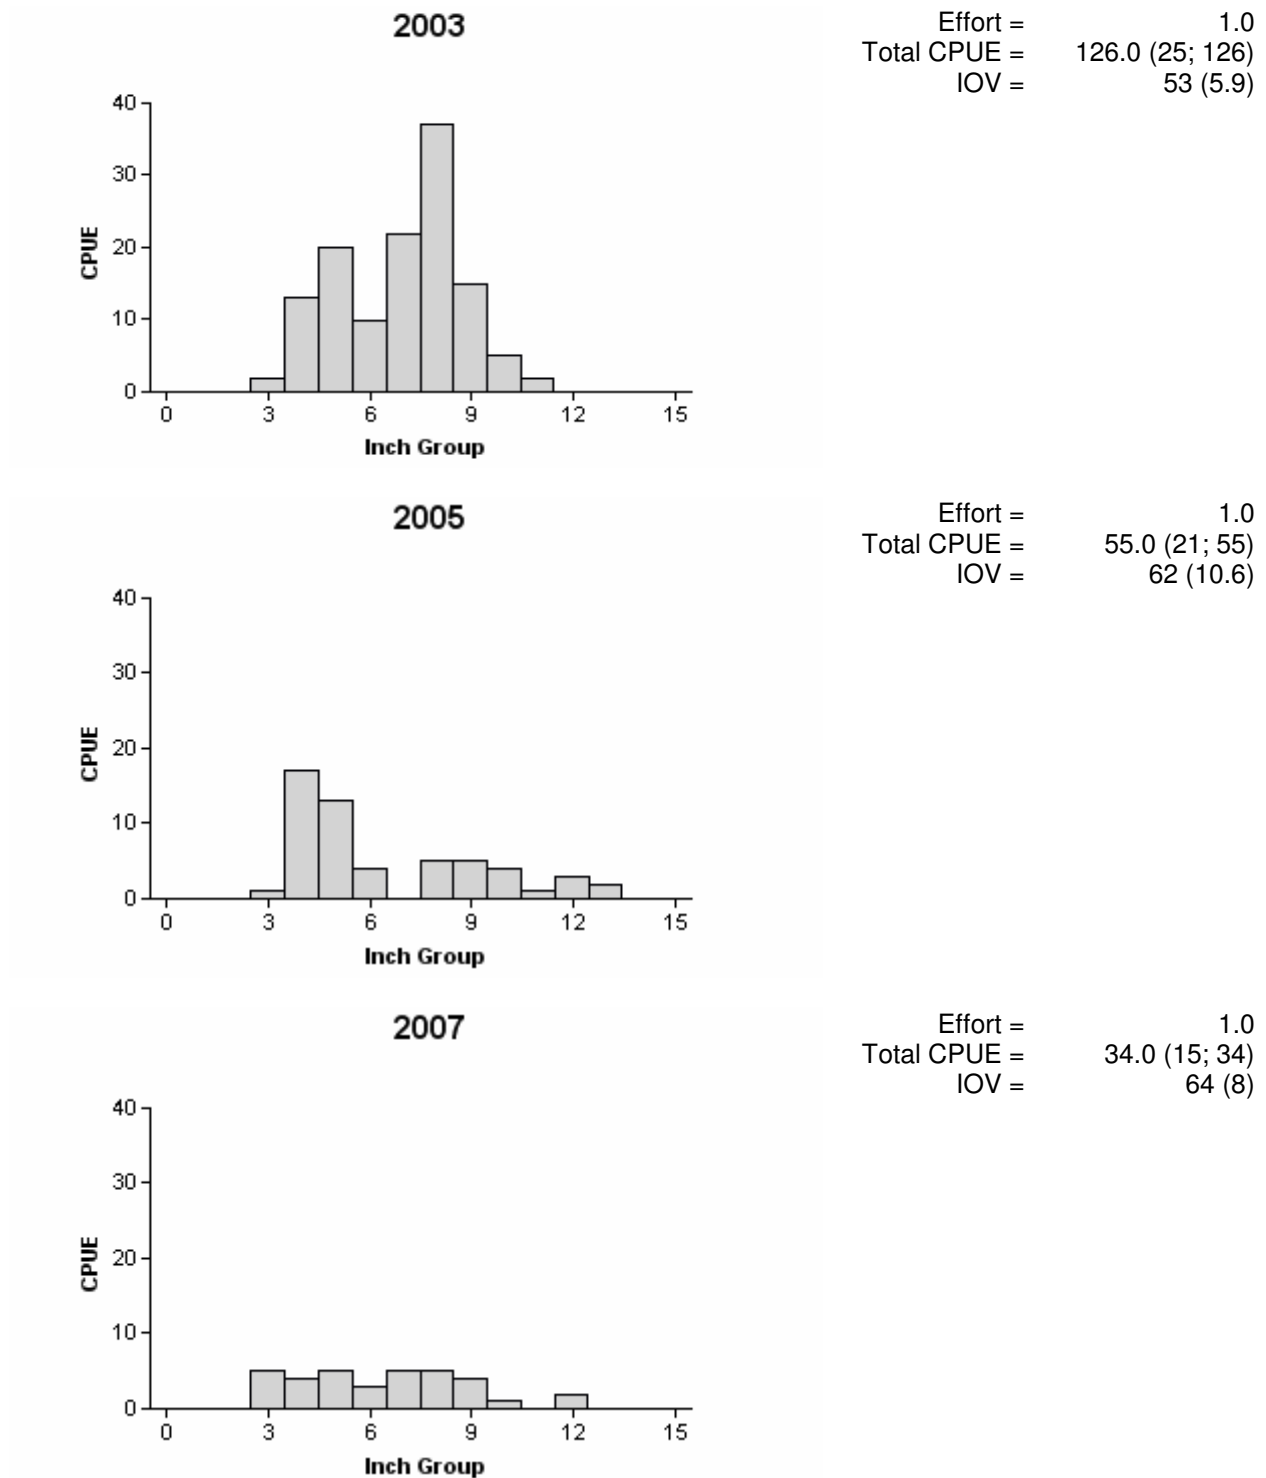 2003
Effort = 1.0
Total CPUE = 126.0 (25; 126)
IOV = 53 (5.9)
40
30
20
10
0
CPUE
0 3 6 9 12 15
Inch Group
2005
Effort = 1.0
Total CPUE = 55.0 (21; 55)
IOV = 62 (10.6)
40
30
20
10
0
CPUE
0 3 6 9 12 15
Inch Group
2007
Effort = 1.0
Total CPUE = 34.0 (15; 34)
IOV = 64 (8)
40
30
20
10
0
CPUE
0 3 6 9 12 15
Inch Group